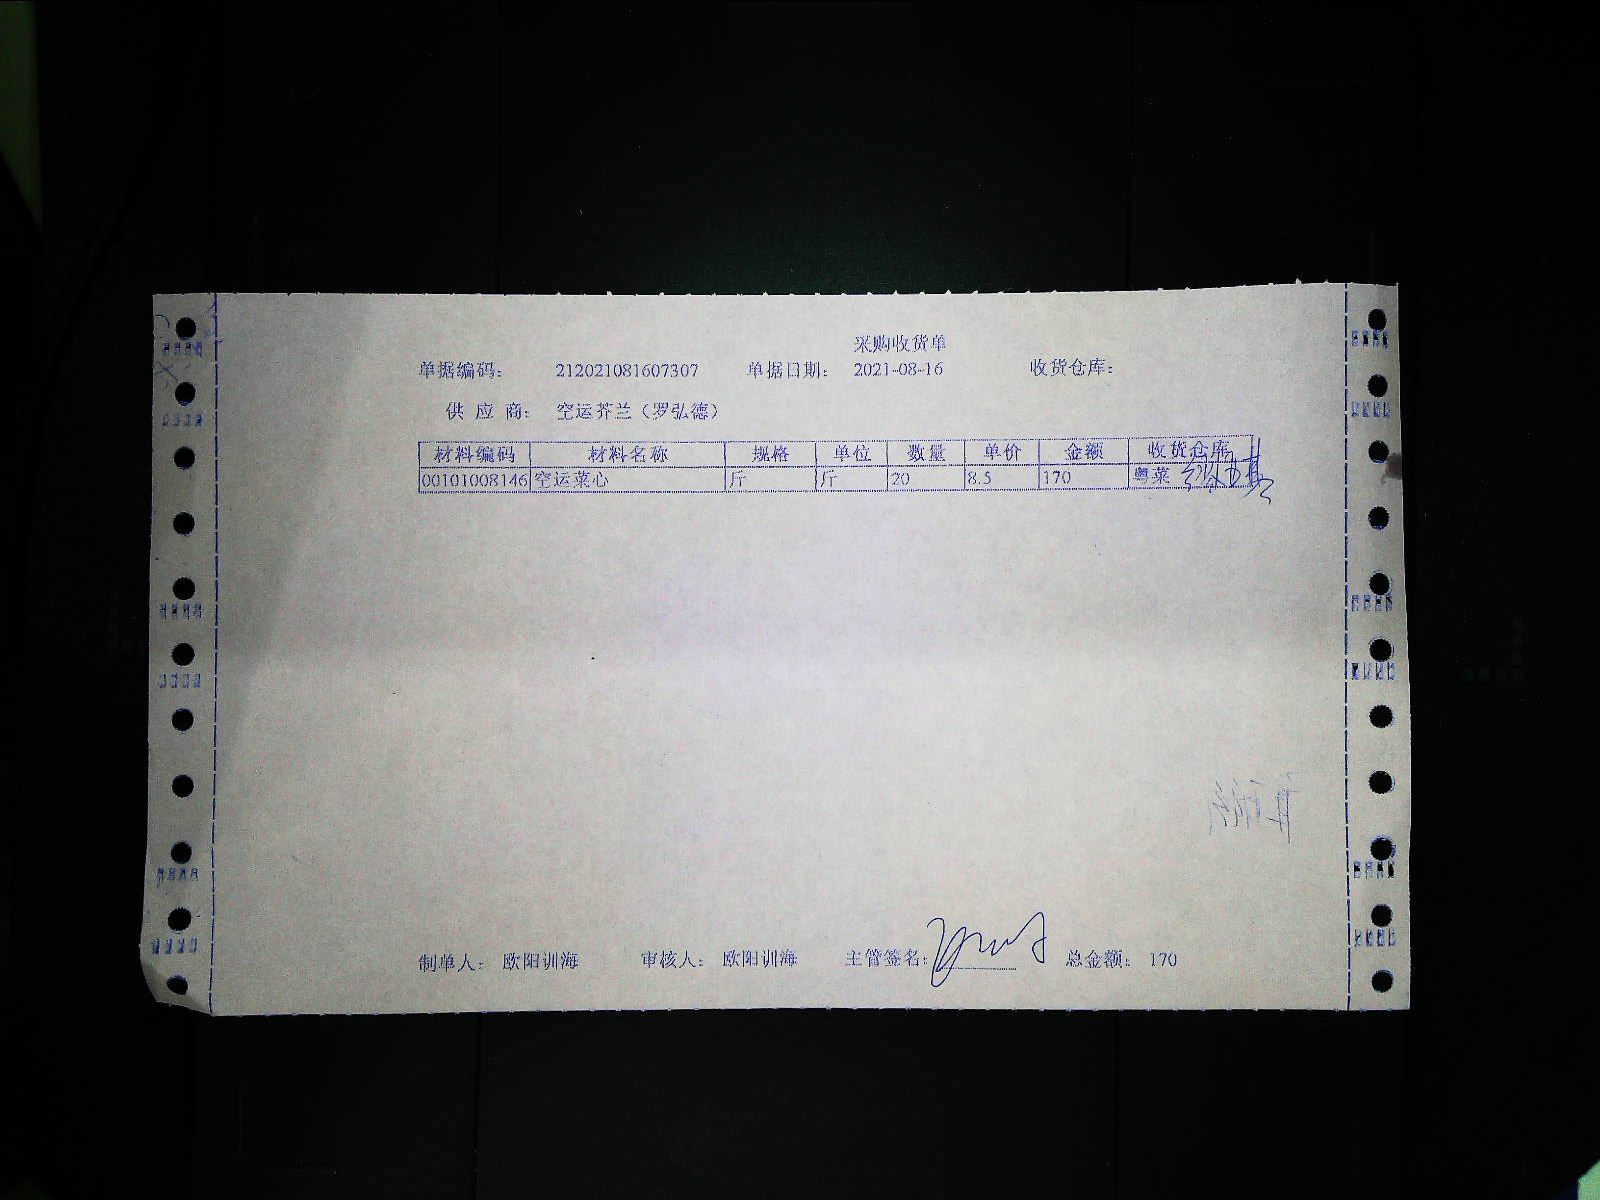 采购收货单
单据编码： 212021081607307 单据日期： 2021-08-16 收货仓库：
供 应 商： 空运芥兰（罗弘德）
材料编码 材料名称 规格 单位 数量 单价 金额 收货仓库
00101008146 空运菜心 斤 斤 20 8.5 170 粤菜
制单人： 欧阳训海 审核人： 欧阳训海 主管签名： 总金额： 170